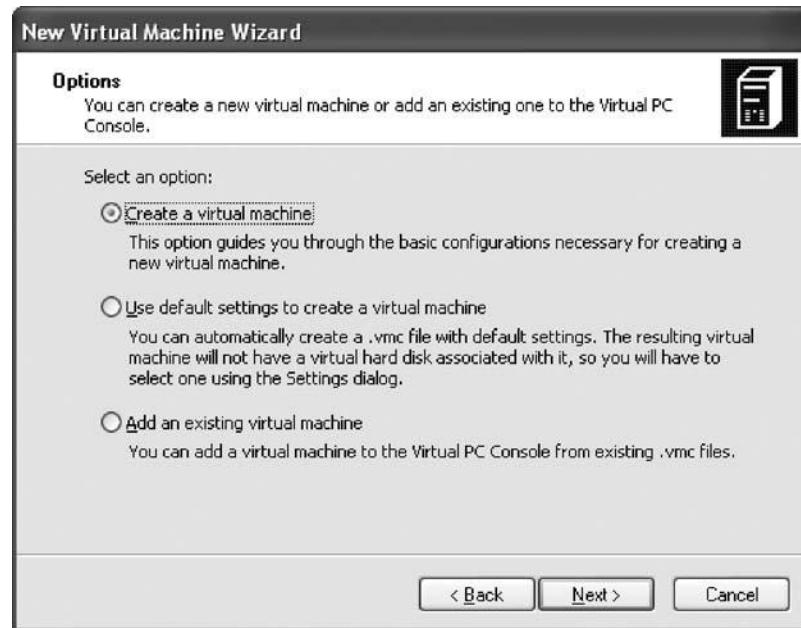 New Virtual Machine Wizard
Options
You can create a new virtual machine or add an existing one to the Virtual PC
Console.
Select an option:
Create a virtual machine
This option guides you through the basic configurations necessary for creating a
new virtual machine.
Use default settings to create a virtual machine
You can automatically create a .vmc file with default settings. The resulting virtual
machine will not have a virtual hard disk associated with it, so you will have to
select one using the Settings dialog.
Add an existing virtual machine
You can add a virtual machine to the Virtual PC Console from existing .vmc files.
< Back Next > Cancel